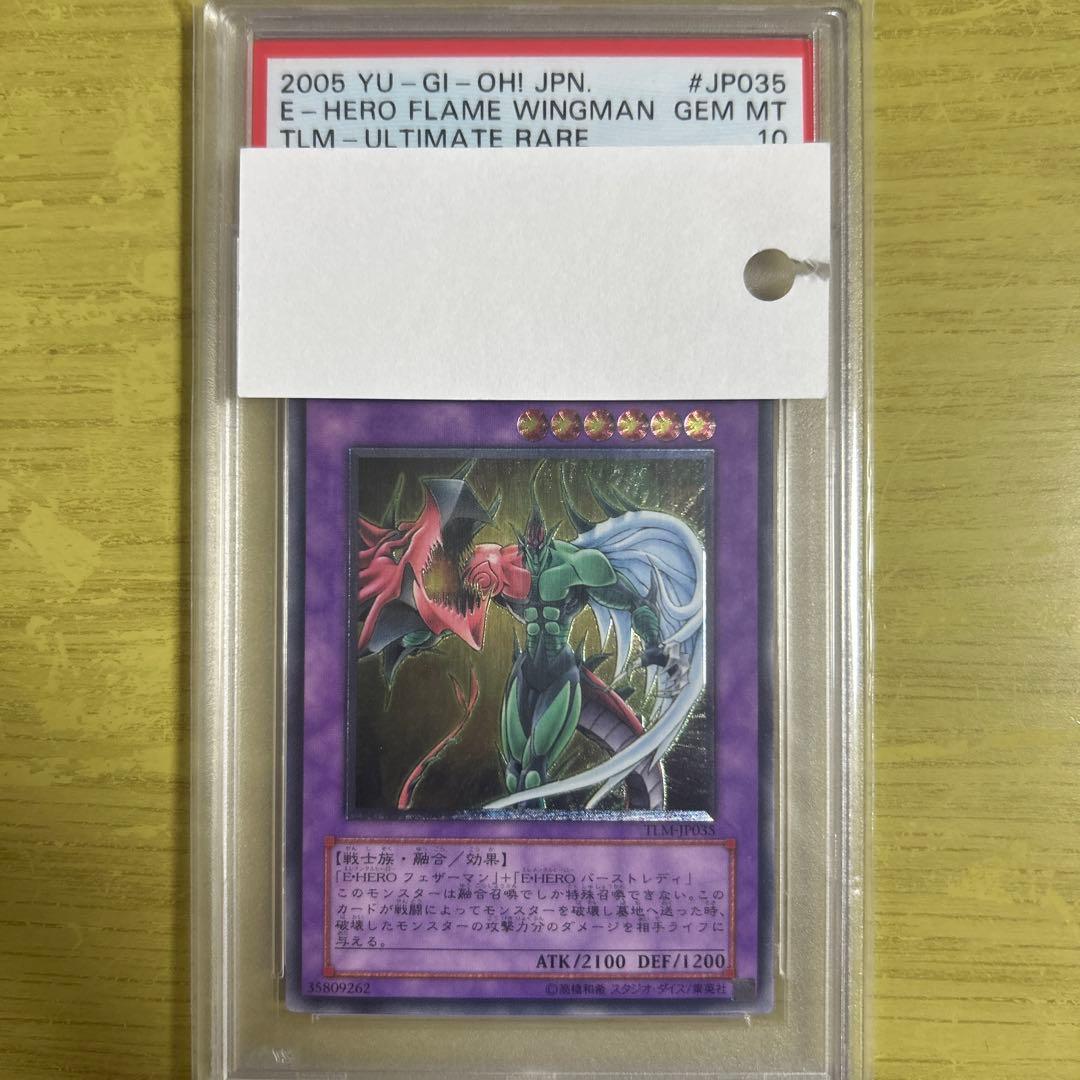 2005 YU-GI-OH! JPN. #JP035
E-HERO FLAME WINGMAN GEM MT
TLM-ULTIMATE RARE 10
TLM-JP035
【戦士族・融合/効果】
「E・HERO フェザーマン」+「E・HERO バーストレディ」
このモンスターは融合召喚でしか特殊召喚できない。この
カードが戦闘によってモンスターを破壊し墓地へ送った時、
破壊したモンスターの攻撃力分のダメージを相手ライフに
与える。
ATK/2100 DEF/1200
35809262 ©高橋和希 スタジオ・ダイス/集英社